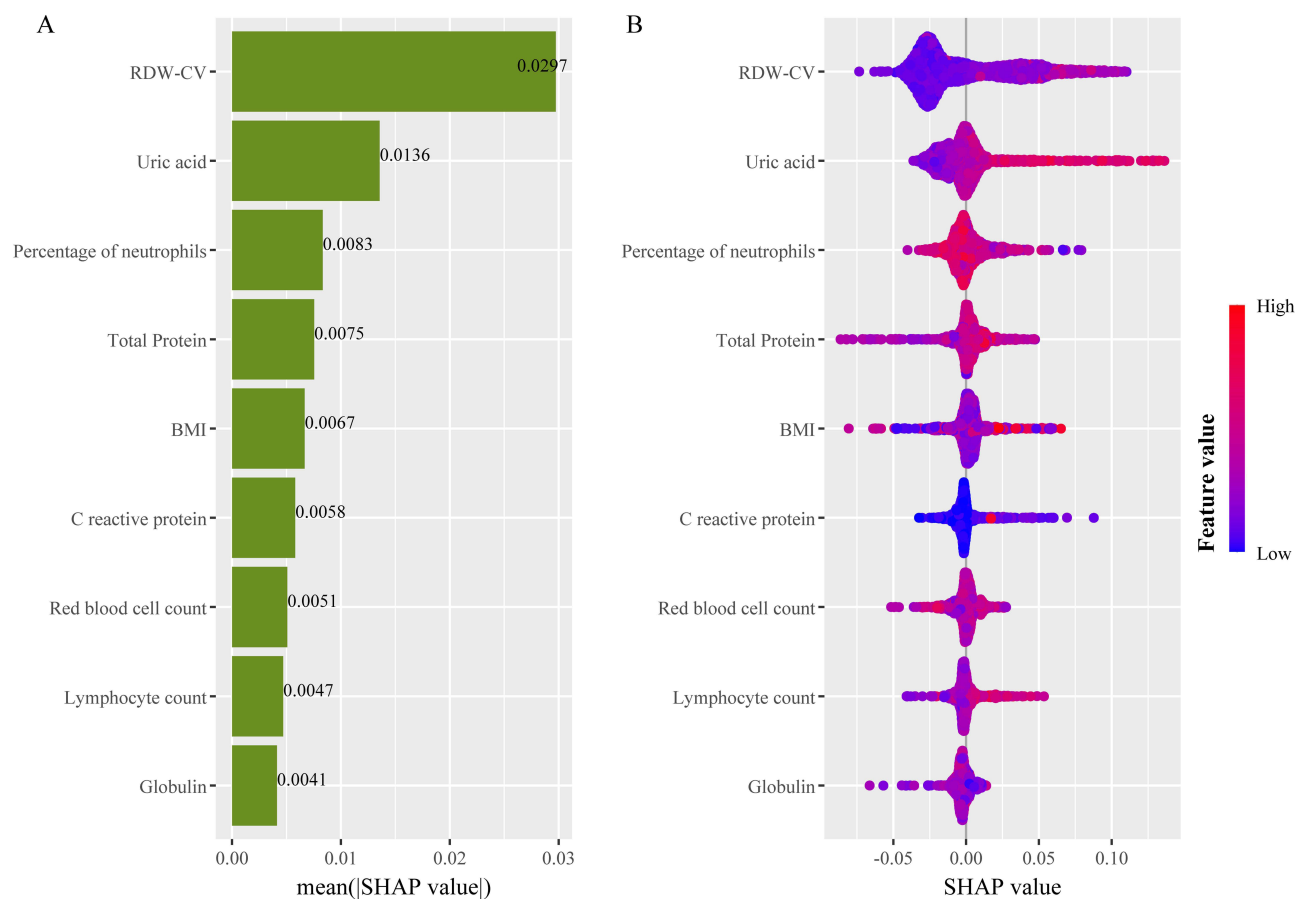 A
RDW-CV
0.0297
Uric acid
0.0136
Percentage of neutrophils
0.0083
Total Protein
0.0075
BMI
0.0067
C reactive protein
0.0058
Red blood cell count
0.0051
Lymphocyte count
0.0047
Globulin
0.0041
0.00 0.01 0.02 0.03
mean(|SHAP value|)
B
RDW-CV
Uric acid
Percentage of neutrophils
Total Protein
BMI
C reactive protein
Red blood cell count
Lymphocyte count
Globulin
-0.05 0.00 0.05 0.10
SHAP value
Feature value
High
Low